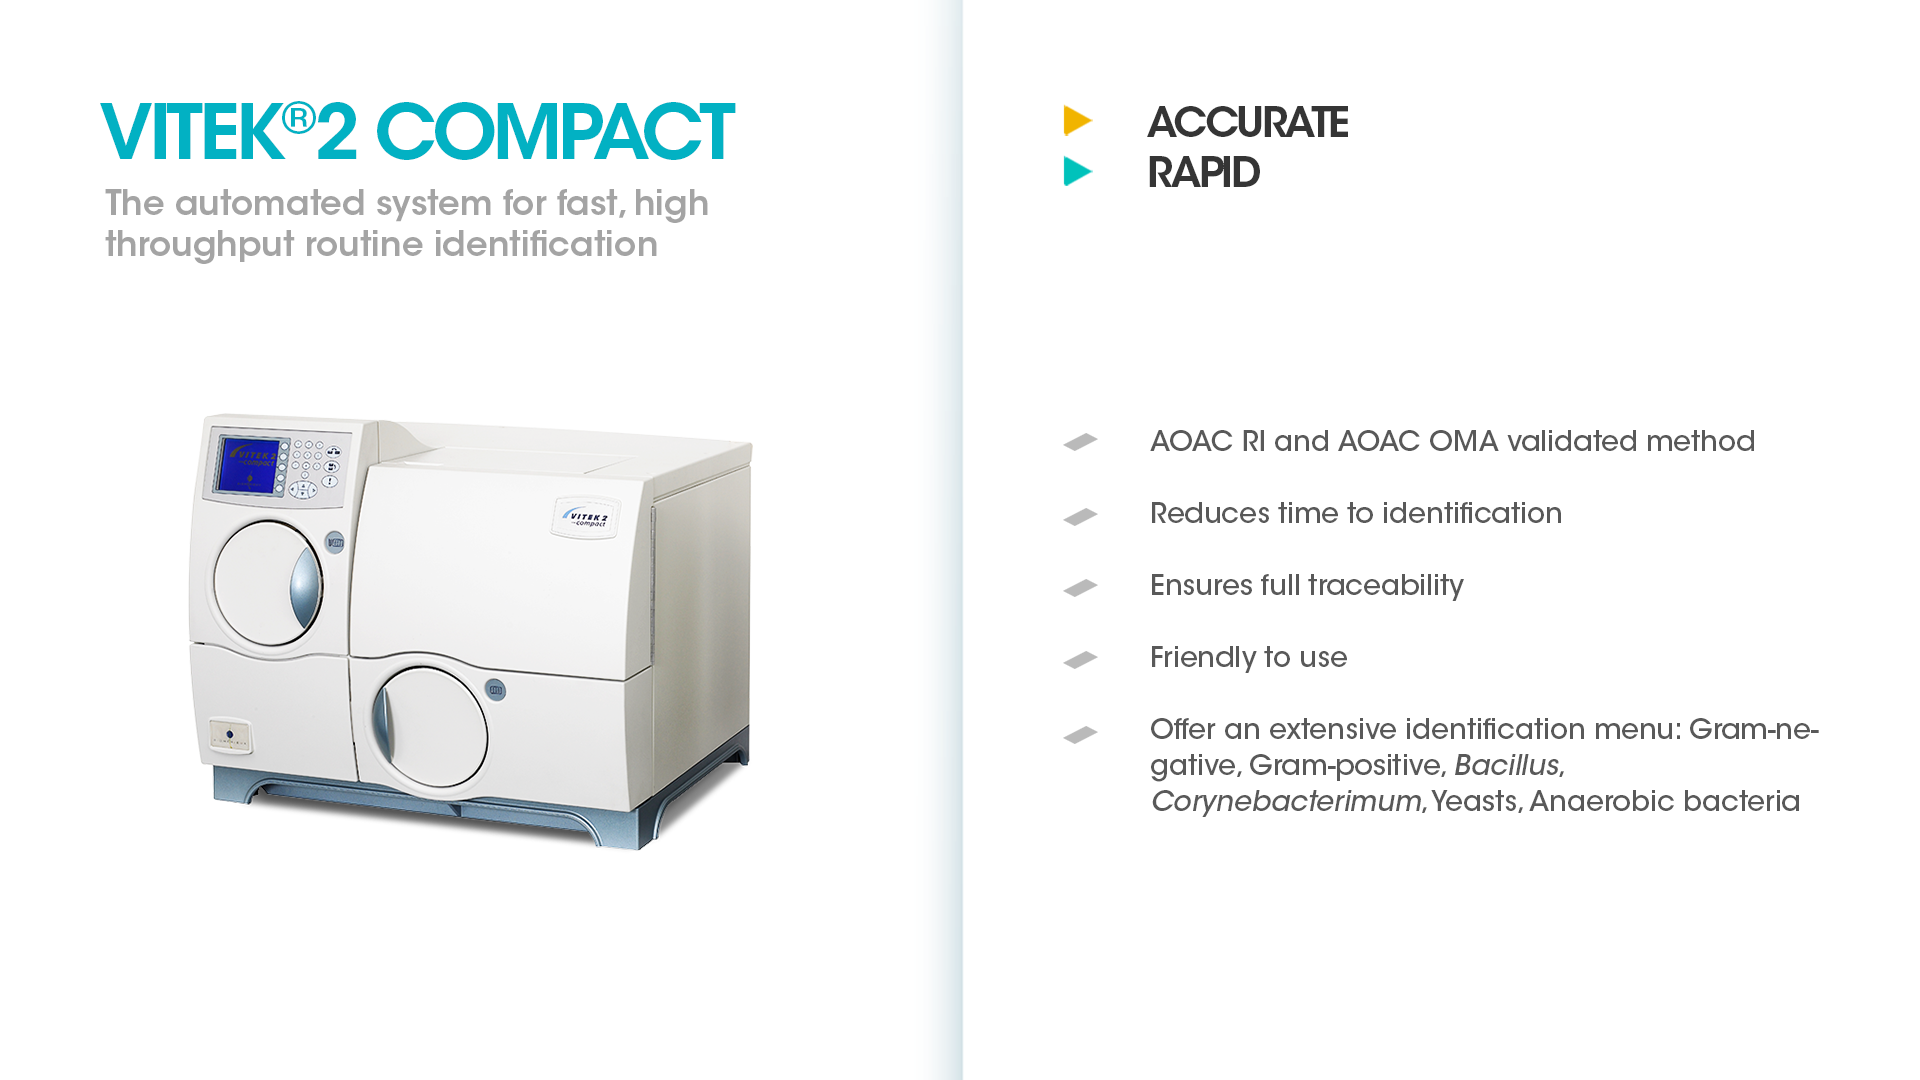 VITEK®2 COMPACT
The automated system for fast, high
throughput routine identification
VITEK 2
compact
VITEK 2
compact
ACCURATE
RAPID
AOAC RI and AOAC OMA validated method
Reduces time to identification
Ensures full traceability
Friendly to use
Offer an extensive identification menu: Gram-ne-
gative, Gram-positive, Bacillus,
Corynebacterimum, Yeasts, Anaerobic bacteria